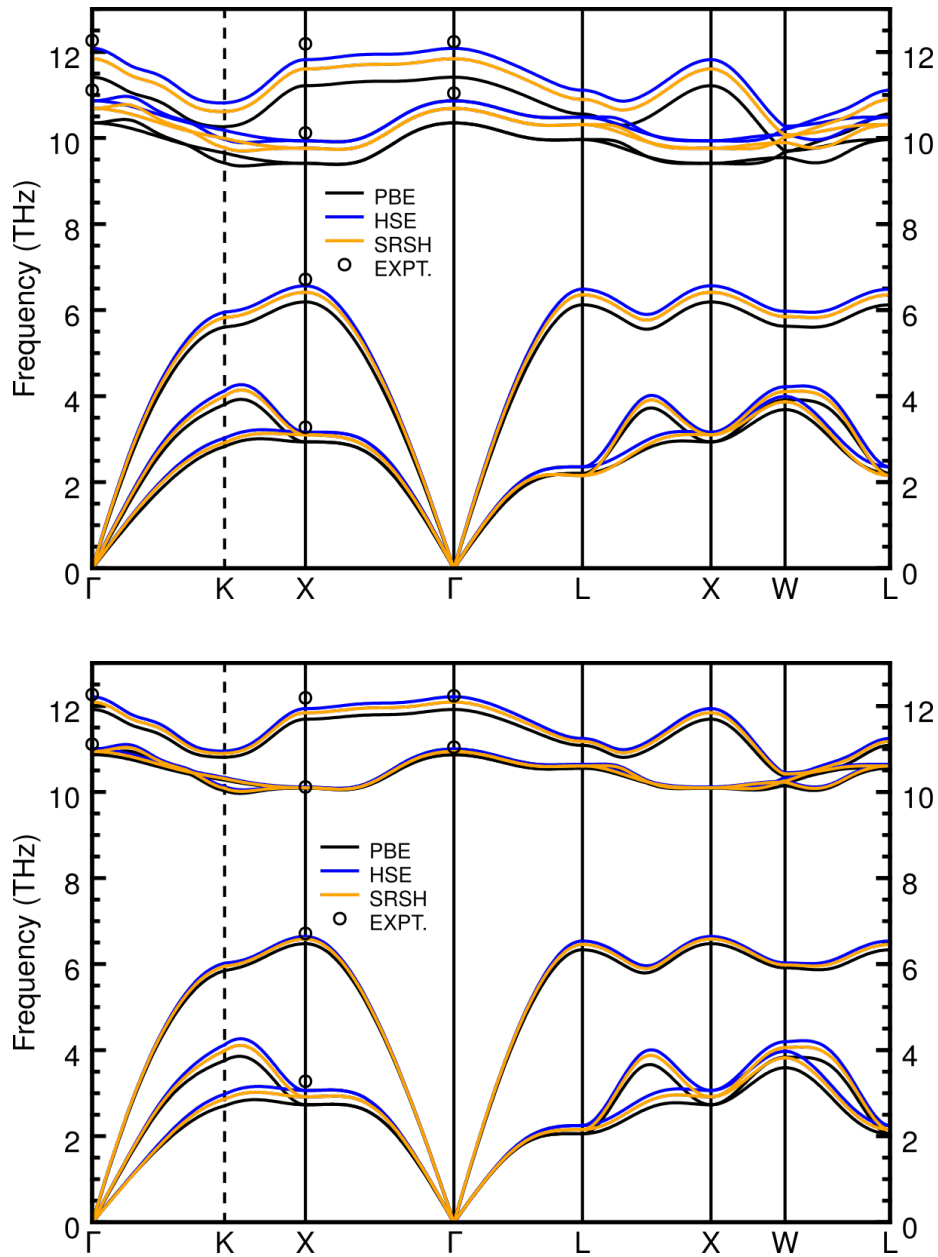 12 12
10 10
8 8
6 6
4 4
2 2
0 0
Frequency (THz)
PBE
HSE
SRSH
EXPT.
Γ K X Γ L X W L
12 12
10 10
8 8
6 6
4 4
2 2
0 0
Frequency (THz)
PBE
HSE
SRSH
EXPT.
Γ K X Γ L X W L